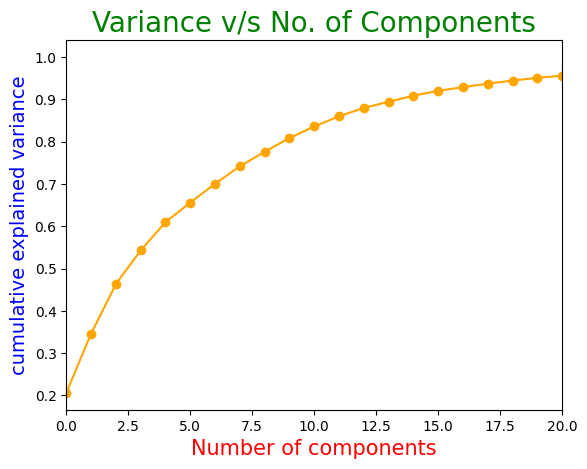 Variance v/s No. of Components
cumulative explained variance
1.0
0.9
0.8
0.7
0.6
0.5
0.4
0.3
0.2
0.0 2.5 5.0 7.5 10.0 12.5 15.0 17.5 20.0
Number of components